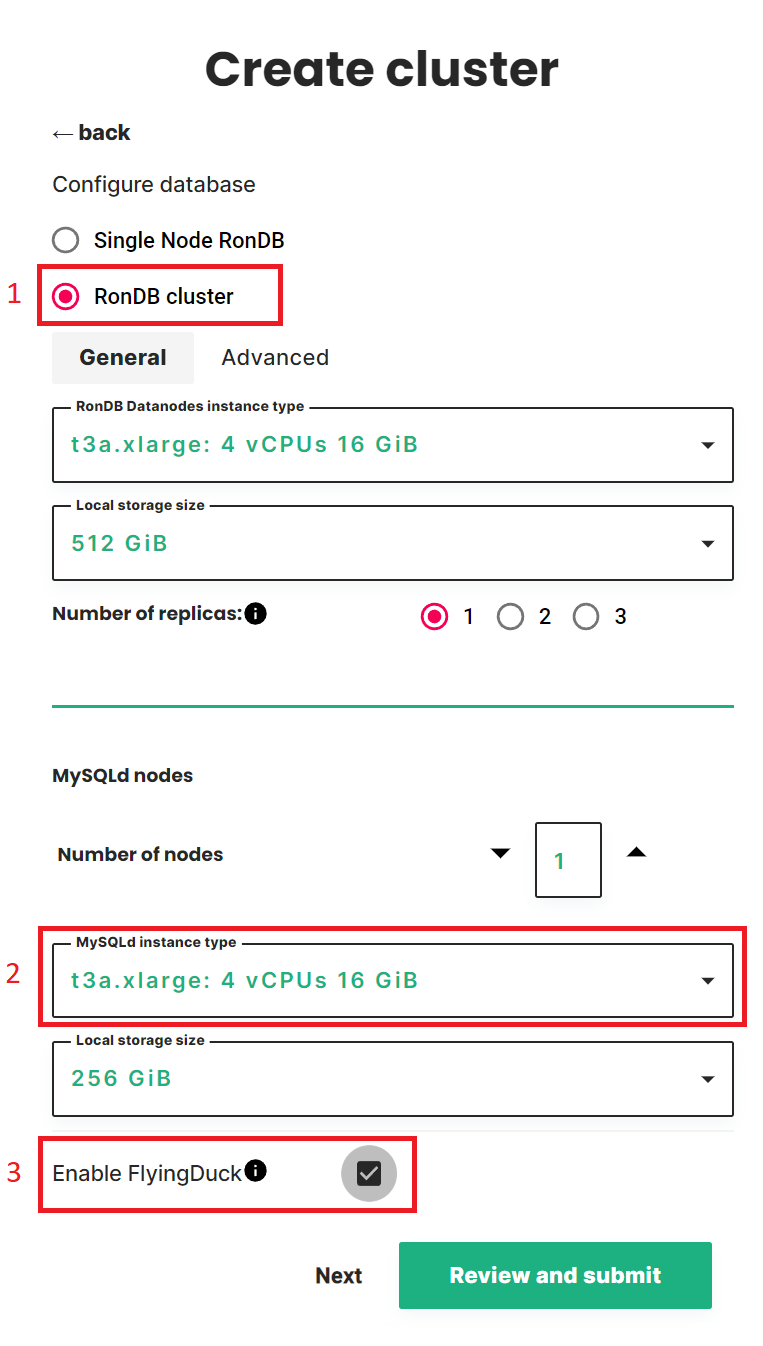 Create cluster
←back
Configure database
Single Node RonDB
1
RonDB cluster
General Advanced
RonDB Datanodes instance type
t3a.xlarge: 4 vCPUs 16 GiB
Local storage size
512 GiB
Number of replicas: i 1 2 3
MySQLd nodes
Number of nodes 1
MySQLd instance type
2 t3a.xlarge: 4 vCPUs 16 GiB
Local storage size
256 GiB
3 Enable FlyingDuck i
Next Review and submit